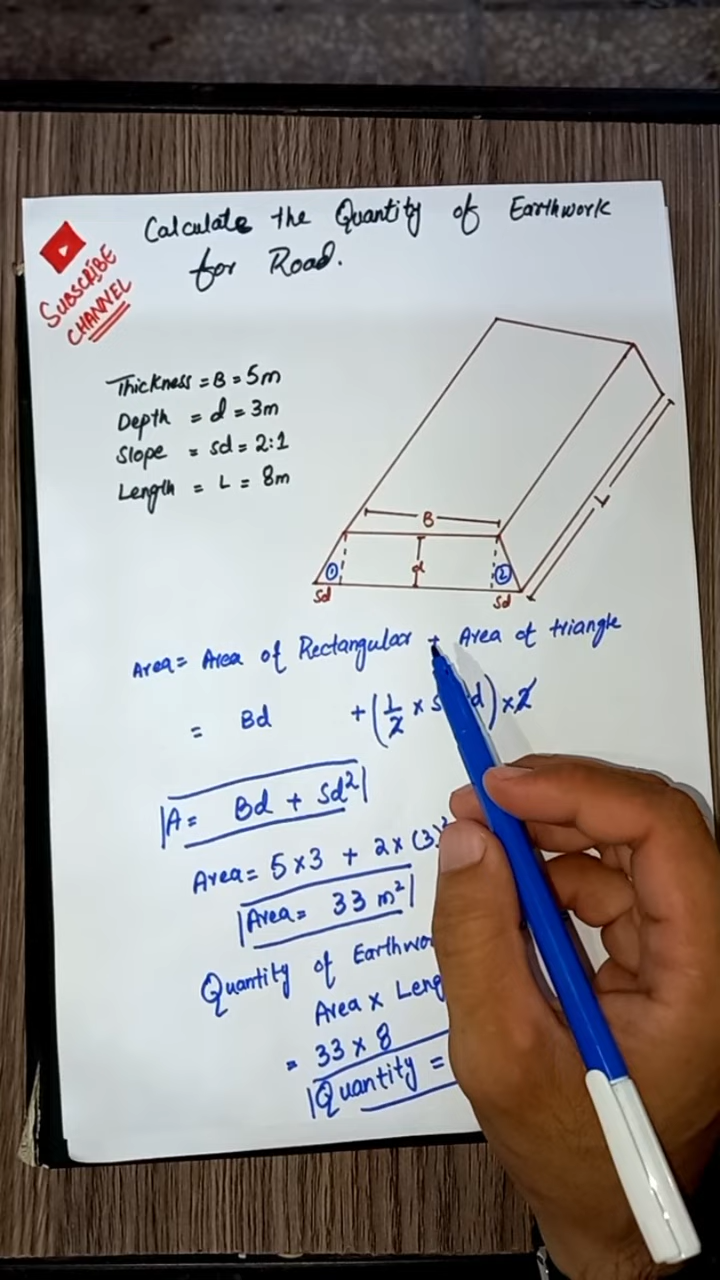 Calculate the Quantity of Earthwork
for Road.
SUBSCRIBE
CHANNEL
Thickness = B = 5m
Depth = d = 3m
Slope = sd = 2:1
Length = L = 8m
B
d
L
① ②
Sd Sd
Area = Area of Rectangular + Area of triangle
= Bd + (1/2 × s d) × 2
A = Bd + Sd²
Area = 5×3 + 2×(3)²
Area = 33 m²
Quantity of
Area ×
= 33 × 8
Quantity =